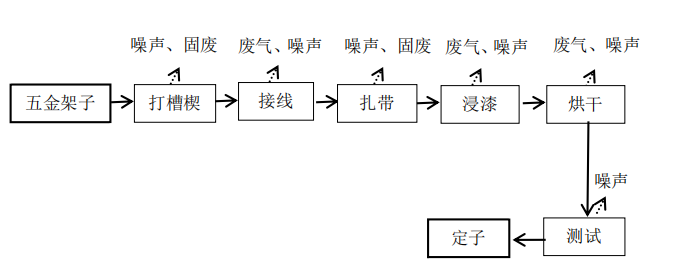 噪声、固废 废气、噪声 噪声、固废 废气、噪声 废气、噪声
五金架子 打槽楔 接线 扎带 浸漆 烘干
噪声
定子 测试